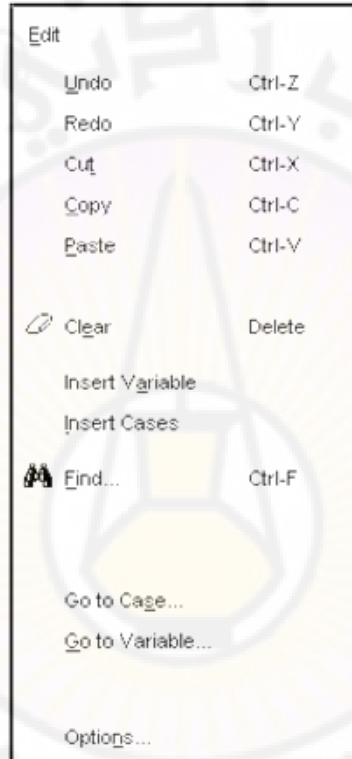 Edit
Undo Ctrl-Z
Redo Ctrl-Y
Cut Ctrl-X
Copy Ctrl-C
Paste Ctrl-V
Clear Delete
Insert Variable
Insert Cases
Find... Ctrl-F
Go to Case...
Go to Variable...
Options...